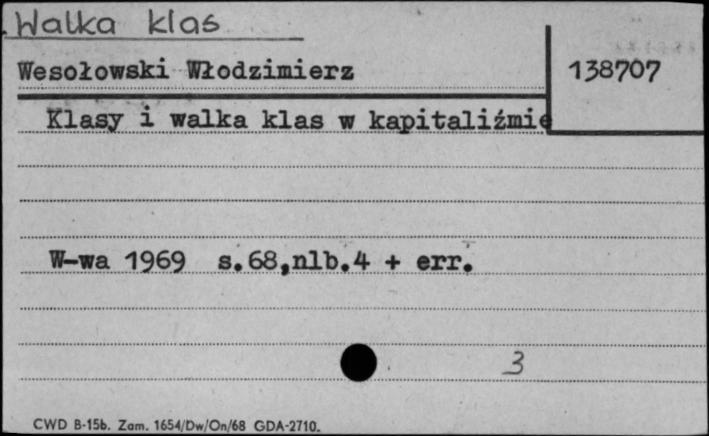 Walka klas
Wesołowski Włodzimierz
138707
Klasy i walka klas w kapitaliźmie
W-wa 1969 s.68,nlb.4 + err.
3
CWD B-15b. Zam. 1654/Dw/On/68 GDA-2710.